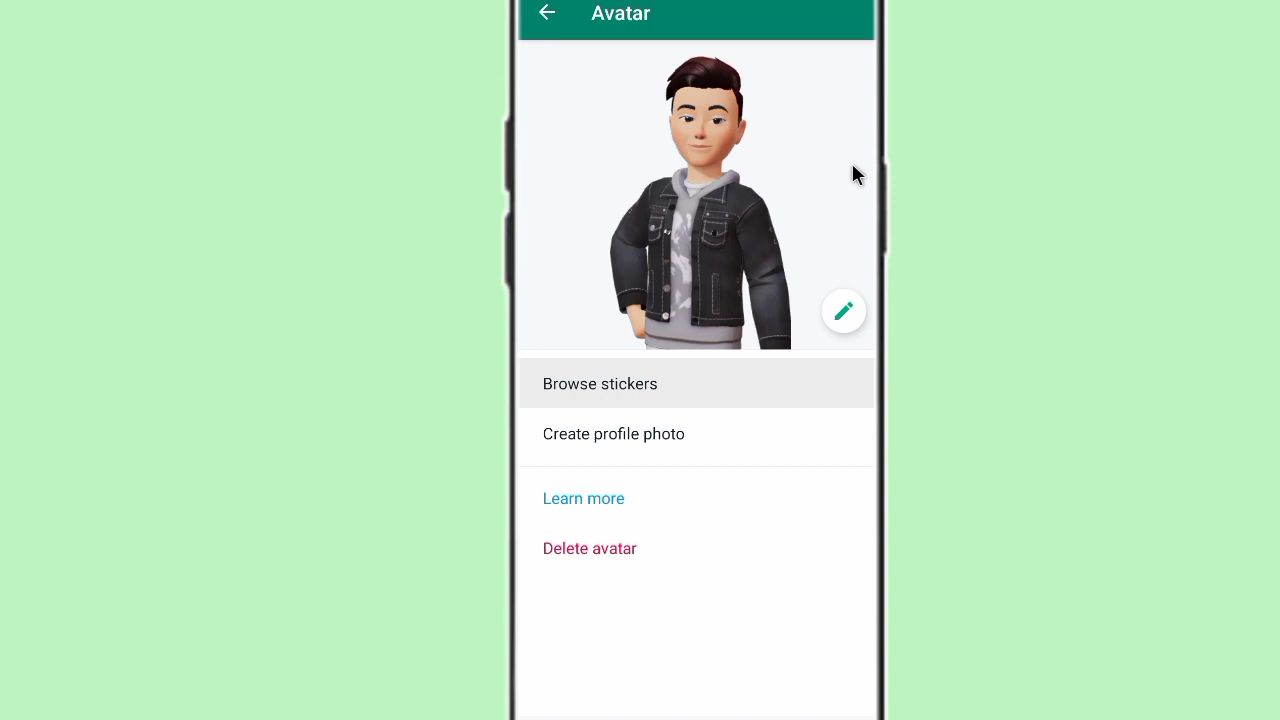 Avatar
Browse stickers
Create profile photo
Learn more
Delete avatar